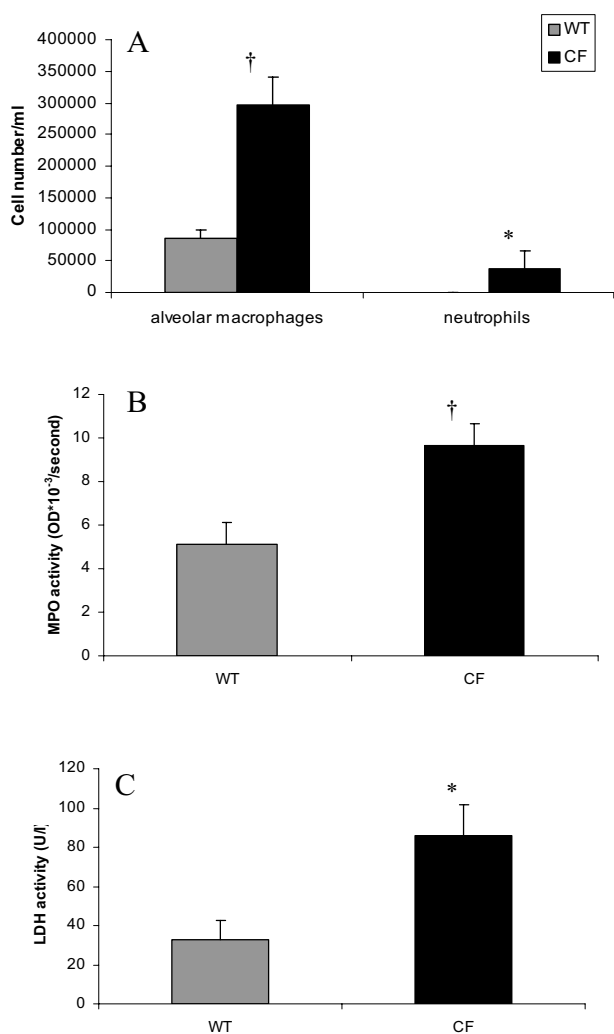 A
WT
CF
400000
350000
300000
250000
200000
150000
100000
50000
0
Cell number/ml
†
*
alveolar macrophages neutrophils
B
12
10
8
6
4
2
0
MPO activity (OD*10-3/second)
†
WT CF
C
120
100
80
60
40
20
0
LDH activity (U/l
*
WT CF